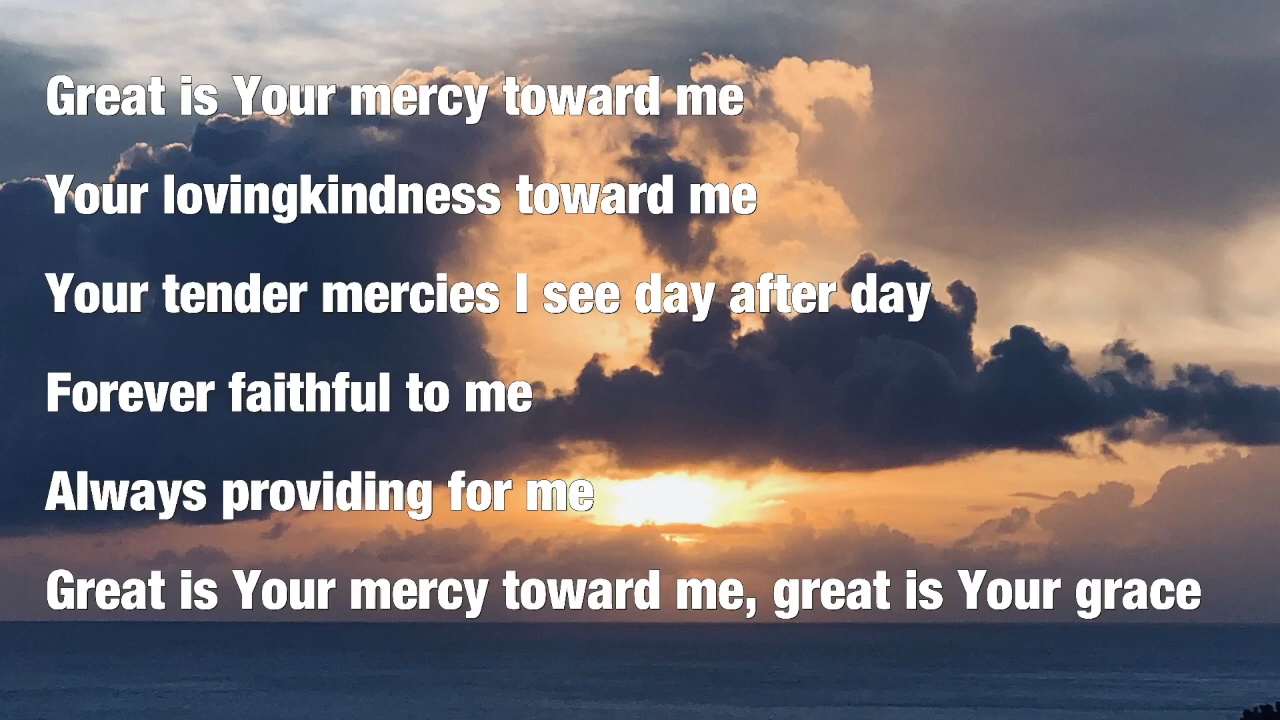 Great is Your mercy toward me
Your lovingkindness toward me
Your tender mercies I see day after day
Forever faithful to me
Always providing for me
Great is Your mercy toward me, great is Your grace